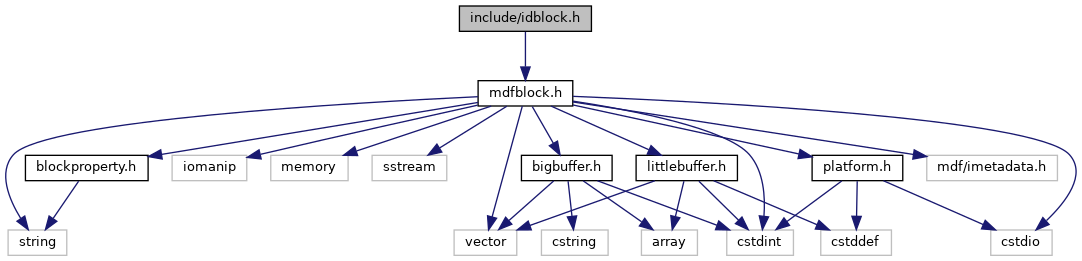 include/idblock.h
mdfblock.h
blockproperty.h
iomanip
memory
sstream
bigbuffer.h
littlebuffer.h
platform.h
mdf/imetadata.h
string
vector
cstring
array
cstdint
cstddef
cstdio